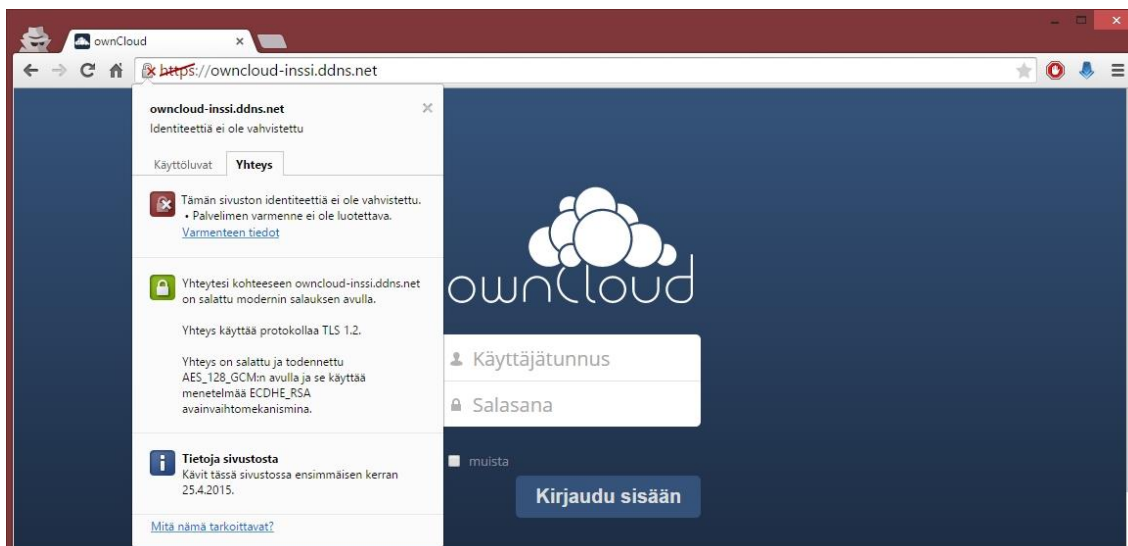 ownCloud
https://owncloud-inssi.ddns.net
owncloud-inssi.ddns.net
Identiteettiä ei ole vahvistettu
Käyttöluvat Yhteys
Tämän sivuston identiteettiä ei ole vahvistettu.
• Palvelimen varmenne ei ole luotettava.
Varmenteen tiedot
Yhteytesi kohteeseen owncloud-inssi.ddns.net
on salattu modernin salauksen avulla.
Yhteys käyttää protokollaa TLS 1.2.
Yhteys on salattu ja todennettu
AES_128_GCM:n avulla ja se käyttää
menetelmää ECDHE_RSA
avainvaihtomekanismina.
Tietoja sivustosta
Kävit tässä sivustossa ensimmäisen kerran
25.4.2015.
Mitä nämä tarkoittavat?
ownCloud
Käyttäjätunnus
Salasana
muista
Kirjaudu sisään